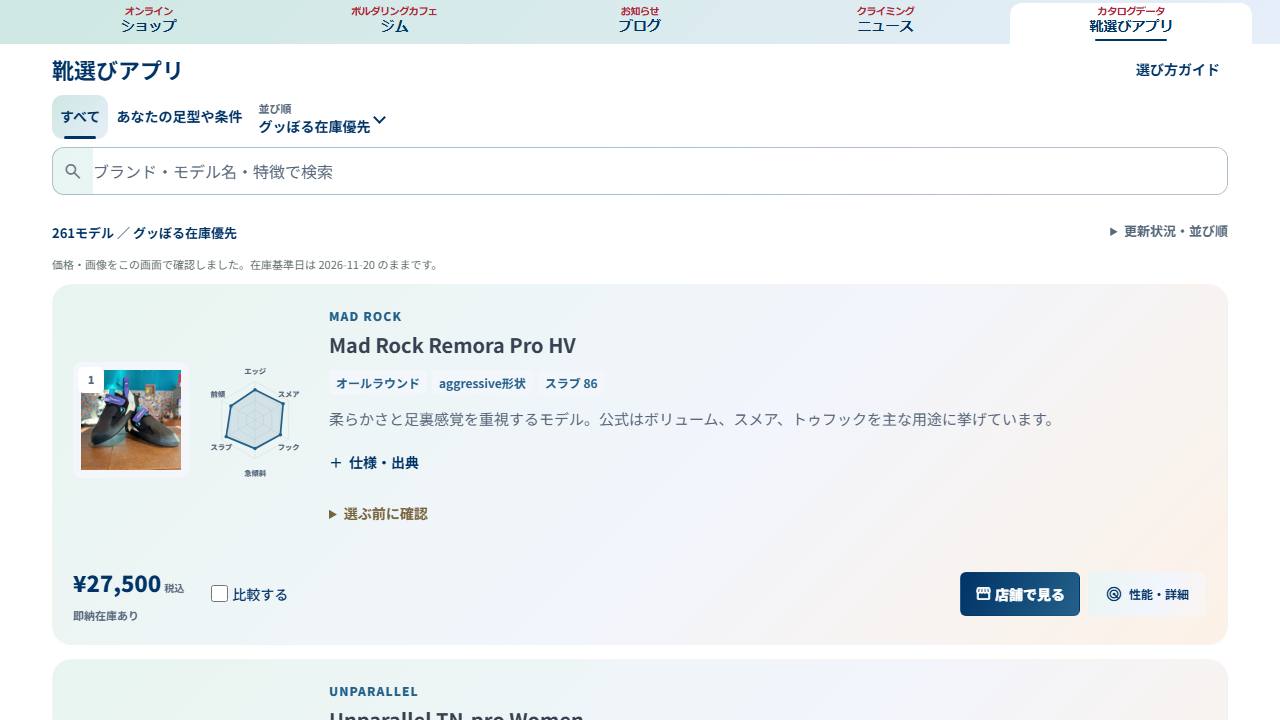 オンライン
ショップ
ボルダリングカフェ
ジム
お知らせ
ブログ
クライミング
ニュース
カタログデータ
靴選びアプリ
靴選びアプリ
選び方ガイド
すべて
あなたの足型や条件
並び順
グッぼる在庫優先
ブランド・モデル名・特徴で検索
261モデル ／ グッぼる在庫優先
▶ 更新状況・並び順
価格・画像をこの画面で確認しました。在庫基準日は 2026-11-20 のままです。
MAD ROCK
Mad Rock Remora Pro HV
オールラウンド
aggressive形状
スラブ 86
柔らかさと足裏感覚を重視するモデル。公式はボリューム、スメア、トゥフックを主な用途に挙げています。
＋ 仕様・出典
▶ 選ぶ前に確認
1
エッジ
スメア
フック
急傾斜
スラブ
前傾
¥27,500 税込
即納在庫あり
比較する
店舗で見る
性能・詳細
UNPARALLEL
Unparallel TN-pro Women